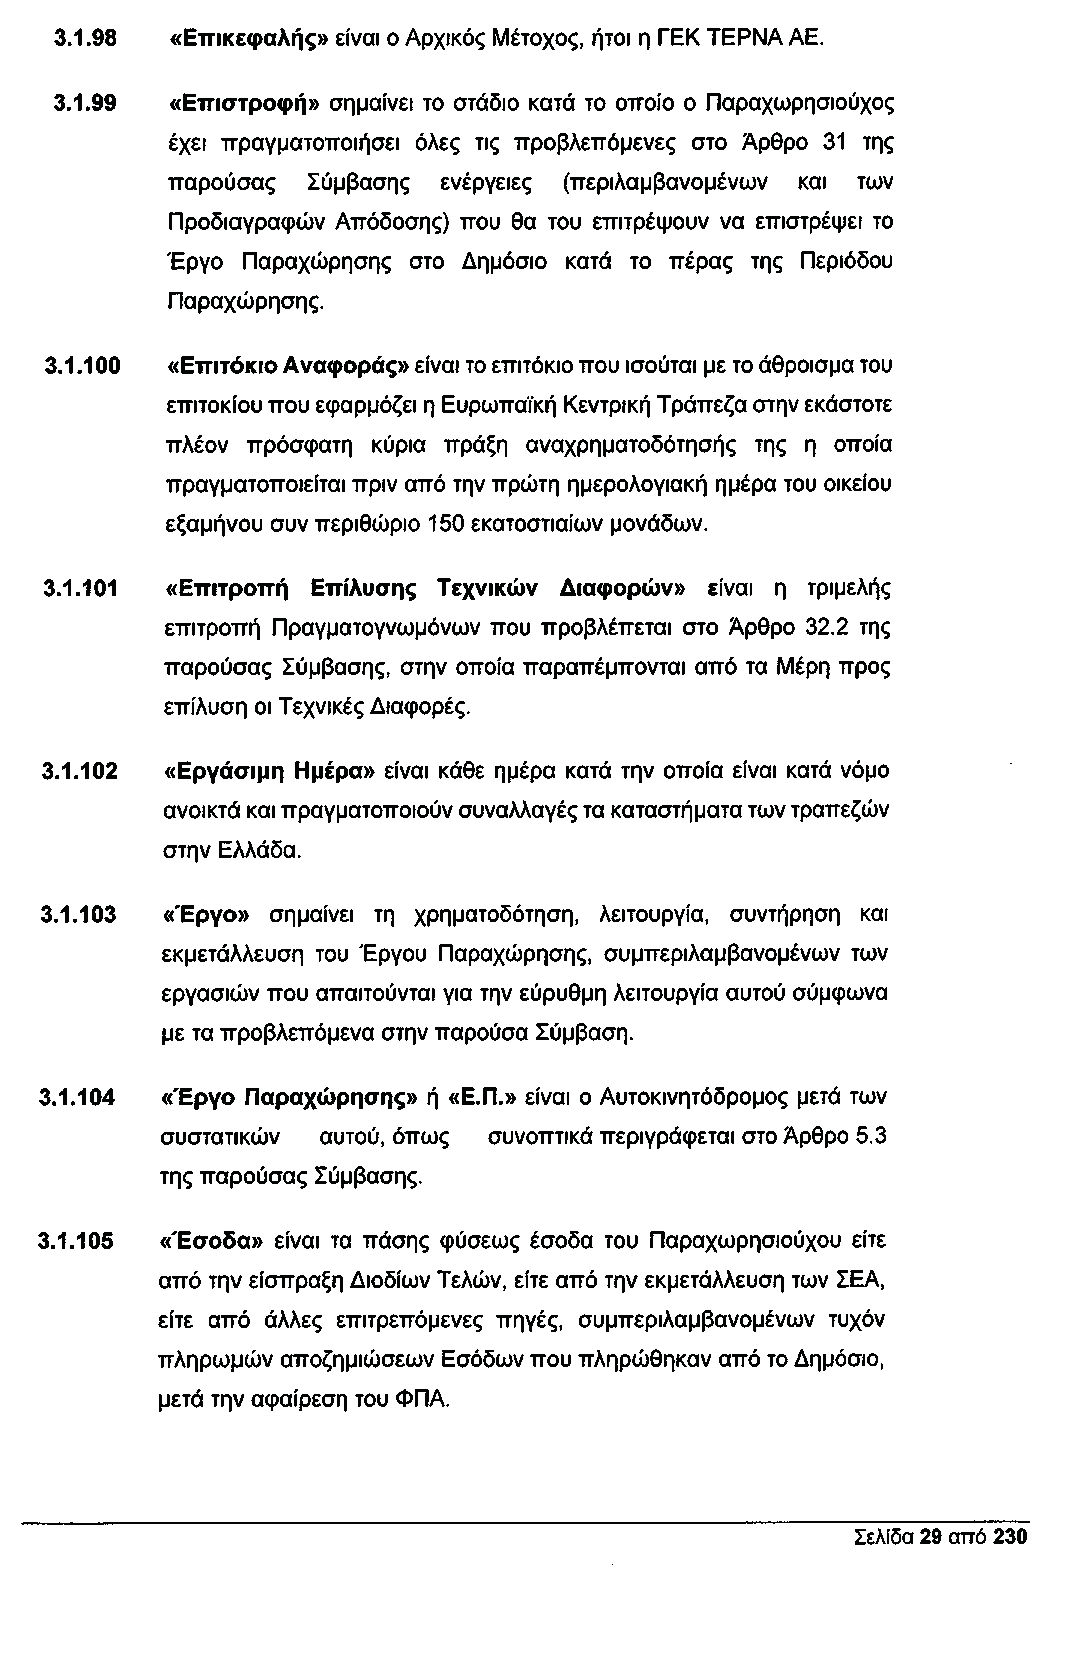 3.1.98 «Επικεφαλής» είναι ο Αρχικός Μέτοχος, ήτοι η ΓΕΚ ΤΕΡΝΑ ΑΕ.
3.1.99 «Επιστροφή» σημαίνει το στάδιο κατά το οποίο ο Παραχωρησιούχος
έχει πραγματοποιήσει όλες τις προβλεπόμενες στο Άρθρο 31 της
παρούσας Σύμβασης ενέργειες (περιλαμβανομένων και των
Προδιαγραφών Απόδοσης) που θα του επιτρέψουν να επιστρέψει το
Έργο Παραχώρησης στο Δημόσιο κατά το πέρας της Περιόδου
Παραχώρησης.
3.1.100 «Επιτόκιο Αναφοράς» είναι το επιτόκιο που ισούται με το άθροισμα του
επιτοκίου που εφαρμόζει η Ευρωπαϊκή Κεντρική Τράπεζα στην εκάστοτε
πλέον πρόσφατη κύρια πράξη αναχρηματοδότησής της η οποία
πραγματοποιείται πριν από την πρώτη ημερολογιακή ημέρα του οικείου
εξαμήνου συν περιθώριο 150 εκατοστιαίων μονάδων.
3.1.101 «Επιτροπή Επίλυσης Τεχνικών Διαφορών» είναι η τριμελής
επιτροπή Πραγματογνωμόνων που προβλέπεται στο Άρθρο 32.2 της
παρούσας Σύμβασης, στην οποία παραπέμπονται από τα Μέρη προς
επίλυση οι Τεχνικές Διαφορές.
3.1.102 «Εργάσιμη Ημέρα» είναι κάθε ημέρα κατά την οποία είναι κατά νόμο
ανοικτά και πραγματοποιούν συναλλαγές τα καταστήματα των τραπεζών
στην Ελλάδα.
3.1.103 «Έργο» σημαίνει τη χρηματοδότηση, λειτουργία, συντήρηση και
εκμετάλλευση του Έργου Παραχώρησης, συμπεριλαμβανομένων των
εργασιών που απαιτούνται για την εύρυθμη λειτουργία αυτού σύμφωνα
με τα προβλεπόμενα στην παρούσα Σύμβαση.
3.1.104 «Έργο Παραχώρησης» ή «Ε.Π.» είναι ο Αυτοκινητόδρομος μετά των
συστατικών αυτού, όπως συνοπτικά περιγράφεται στο Άρθρο 5.3
της παρούσας Σύμβασης.
3.1.105 «Έσοδα» είναι τα πάσης φύσεως έσοδα του Παραχωρησιούχου είτε
από την είσπραξη Διοδίων Τελών, είτε από την εκμετάλλευση των ΣΕΑ,
είτε από άλλες επιτρεπόμενες πηγές, συμπεριλαμβανομένων τυχόν
πληρωμών αποζημιώσεων Εσόδων που πληρώθηκαν από το Δημόσιο,
μετά την αφαίρεση του ΦΠΑ.
Σελίδα 29 από 230